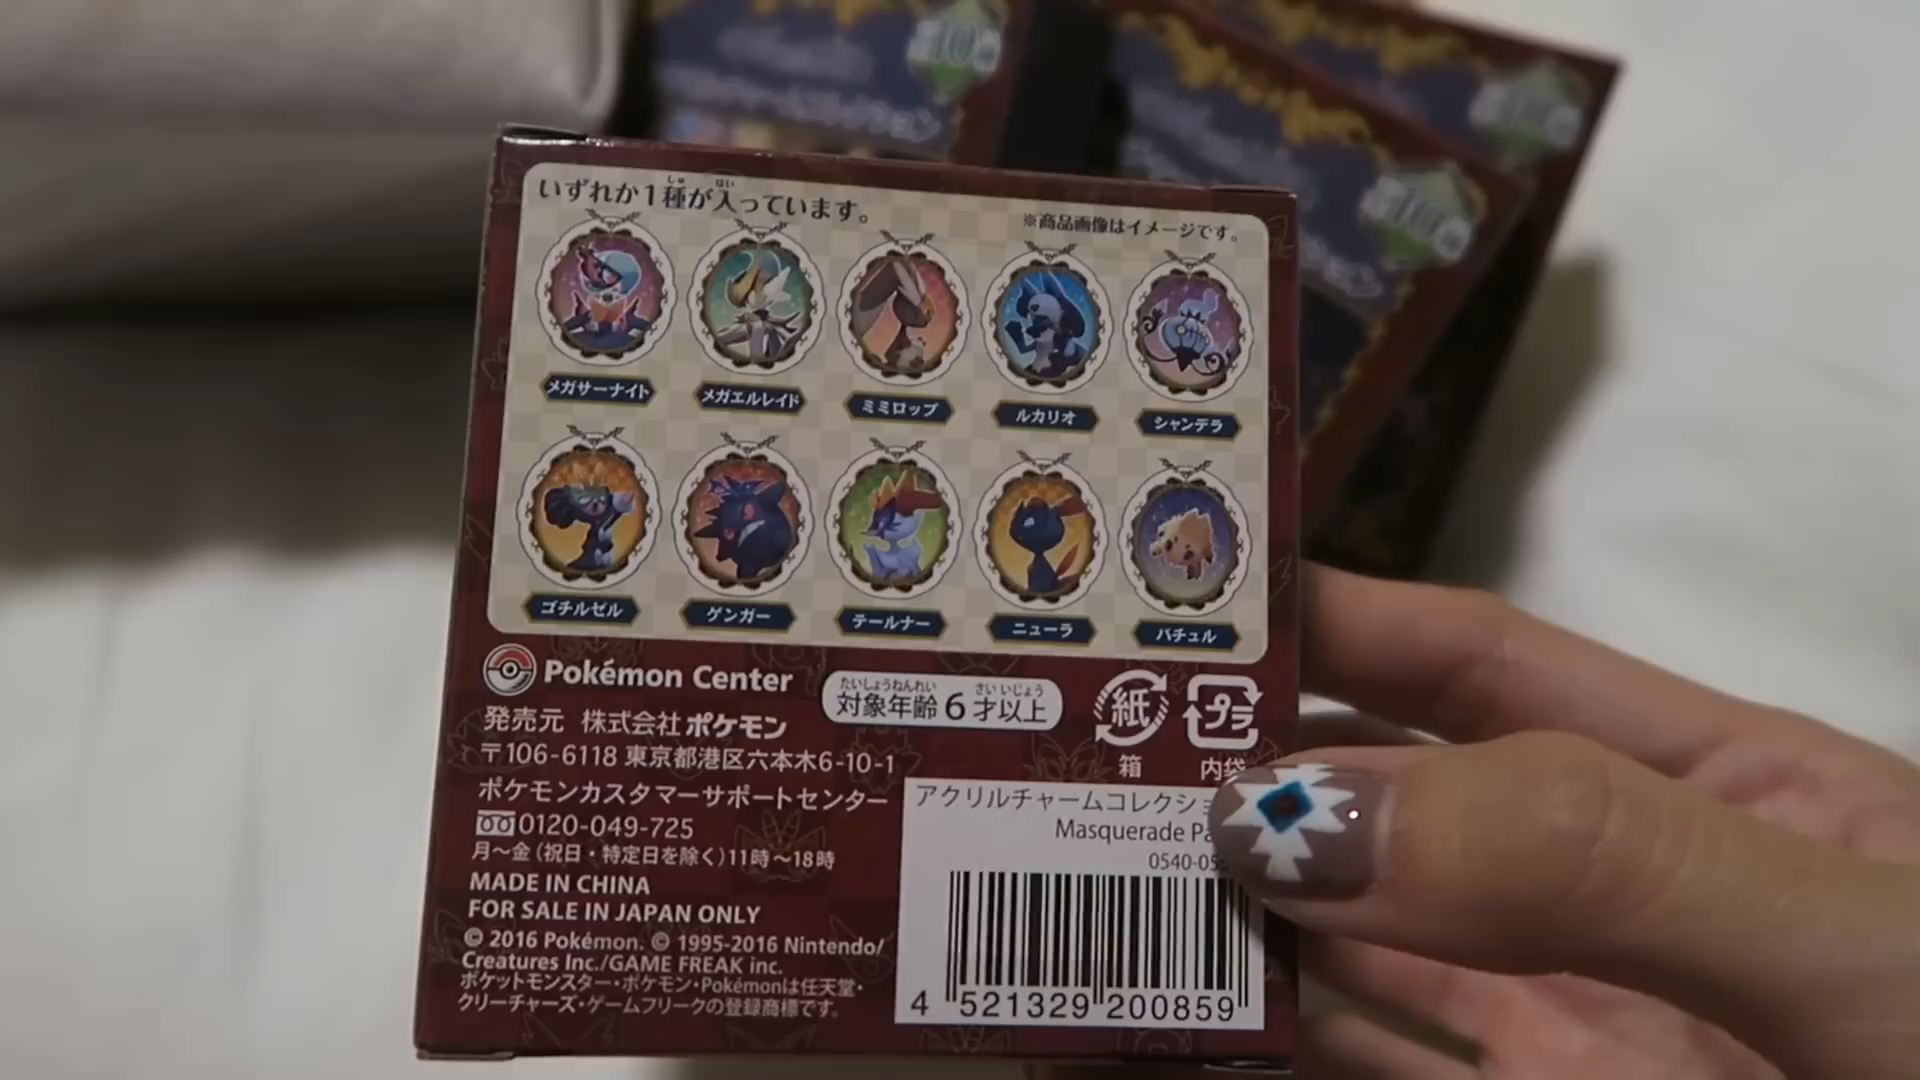 いずれか1種が入っています。
※商品画像はイメージです。
メガサーナイト
メガエルレイド
ミミロップ
ルカリオ
シャンデラ
ゴチルゼル
ゲンガー
テールナー
ニューラ
バチュル
Pokémon Center
対象年齢6才以上
紙
プラ
箱
内袋
発売元 株式会社ポケモン
〒106-6118 東京都港区六本木6-10-1
ポケモンカスタマーサポートセンター
0120-049-725
月～金(祝日・特定日を除く)11時～18時
MADE IN CHINA
FOR SALE IN JAPAN ONLY
© 2016 Pokémon. © 1995-2016 Nintendo/
Creatures Inc./GAME FREAK inc.
ポケットモンスター・ポケモン・Pokémonは任天堂・
クリーチャーズ・ゲームフリークの登録商標です。
アクリルチャームコレクショ
Masquerade
0540-05
4 521329 200859